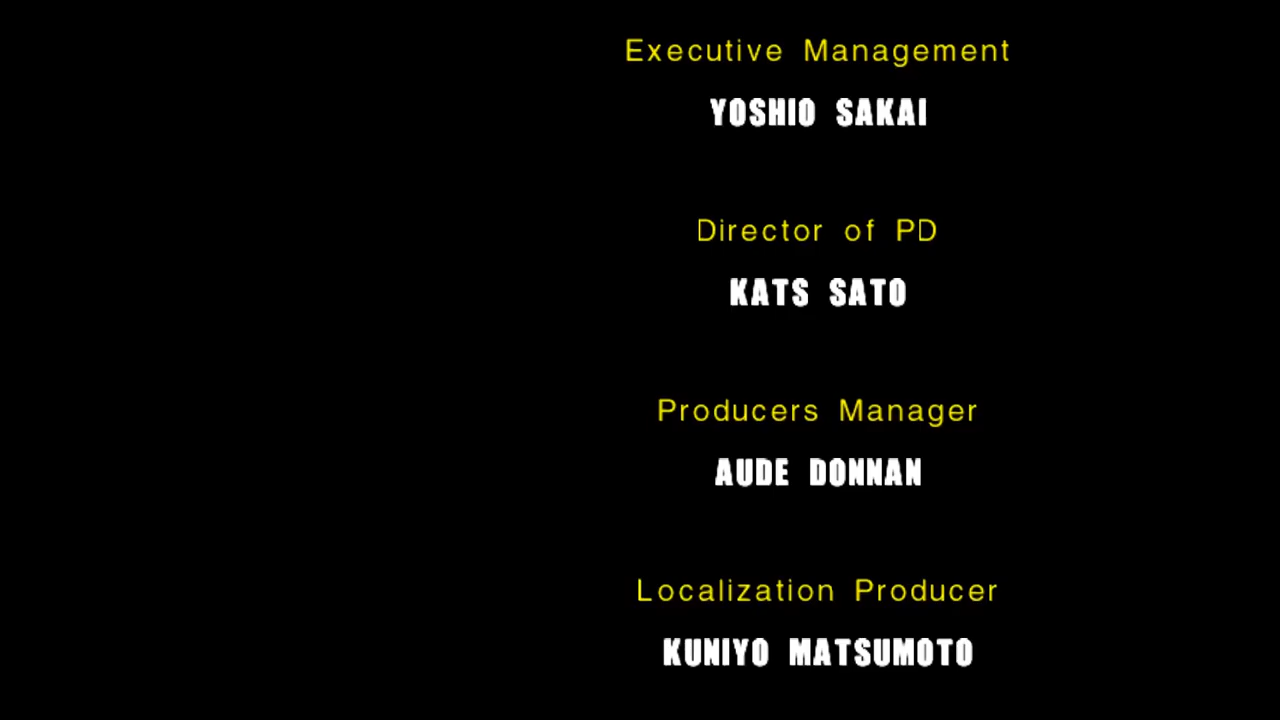 Executive Management
YOSHIO SAKAI
Director of PD
KATS SATO
Producers Manager
AUDE DONNAN
Localization Producer
KUNIYO MATSUMOTO